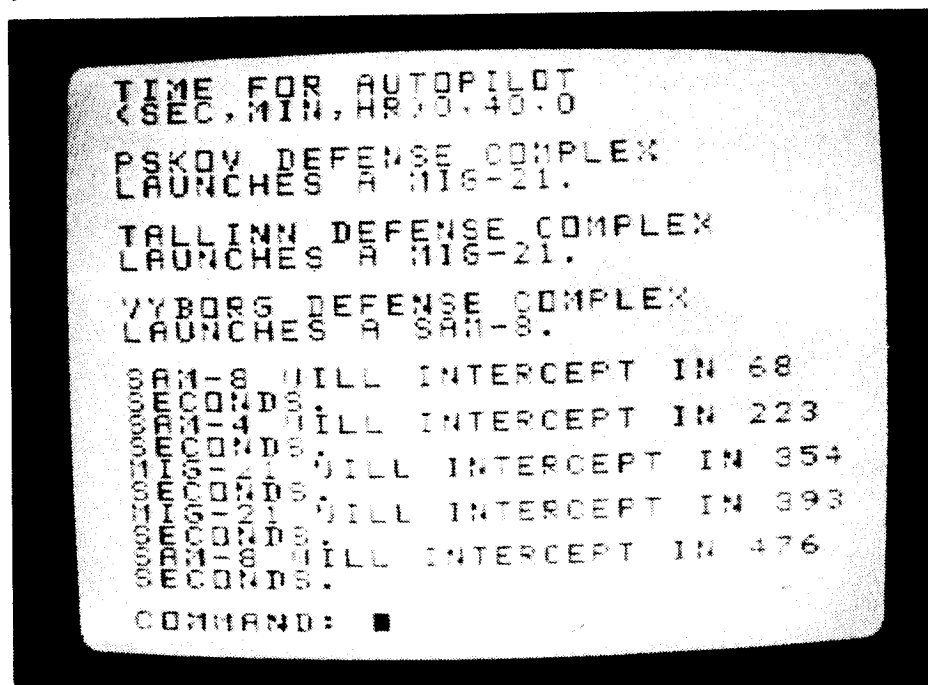 TIME FOR AUTOPILOT
<SEC,MIN,HR>0,40,0
PSKOV DEFENSE COMPLEX
LAUNCHES A MIG-21.
TALLINN DEFENSE COMPLEX
LAUNCHES A MIG-21.
VYBORG DEFENSE COMPLEX
LAUNCHES A SAM-8.
SAM-8 WILL INTERCEPT IN 68
SECONDS.
SAM-4 WILL INTERCEPT IN 223
SECONDS.
MIG-21 WILL INTERCEPT IN 354
SECONDS.
MIG-21 WILL INTERCEPT IN 393
SECONDS.
SAM-8 WILL INTERCEPT IN 476
SECONDS.
COMMAND: